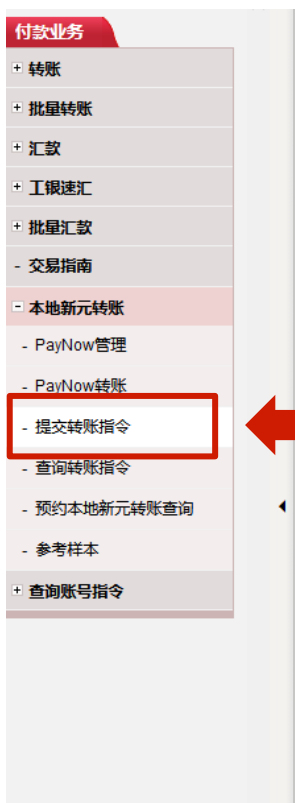 付款业务
转账
批量转账
汇款
工银速汇
批量汇款
- 交易指南
本地新元转账
- PayNow管理
- PayNow转账
- 提交转账指令
- 查询转账指令
- 预约本地新元转账查询
- 参考样本
查询账号指令